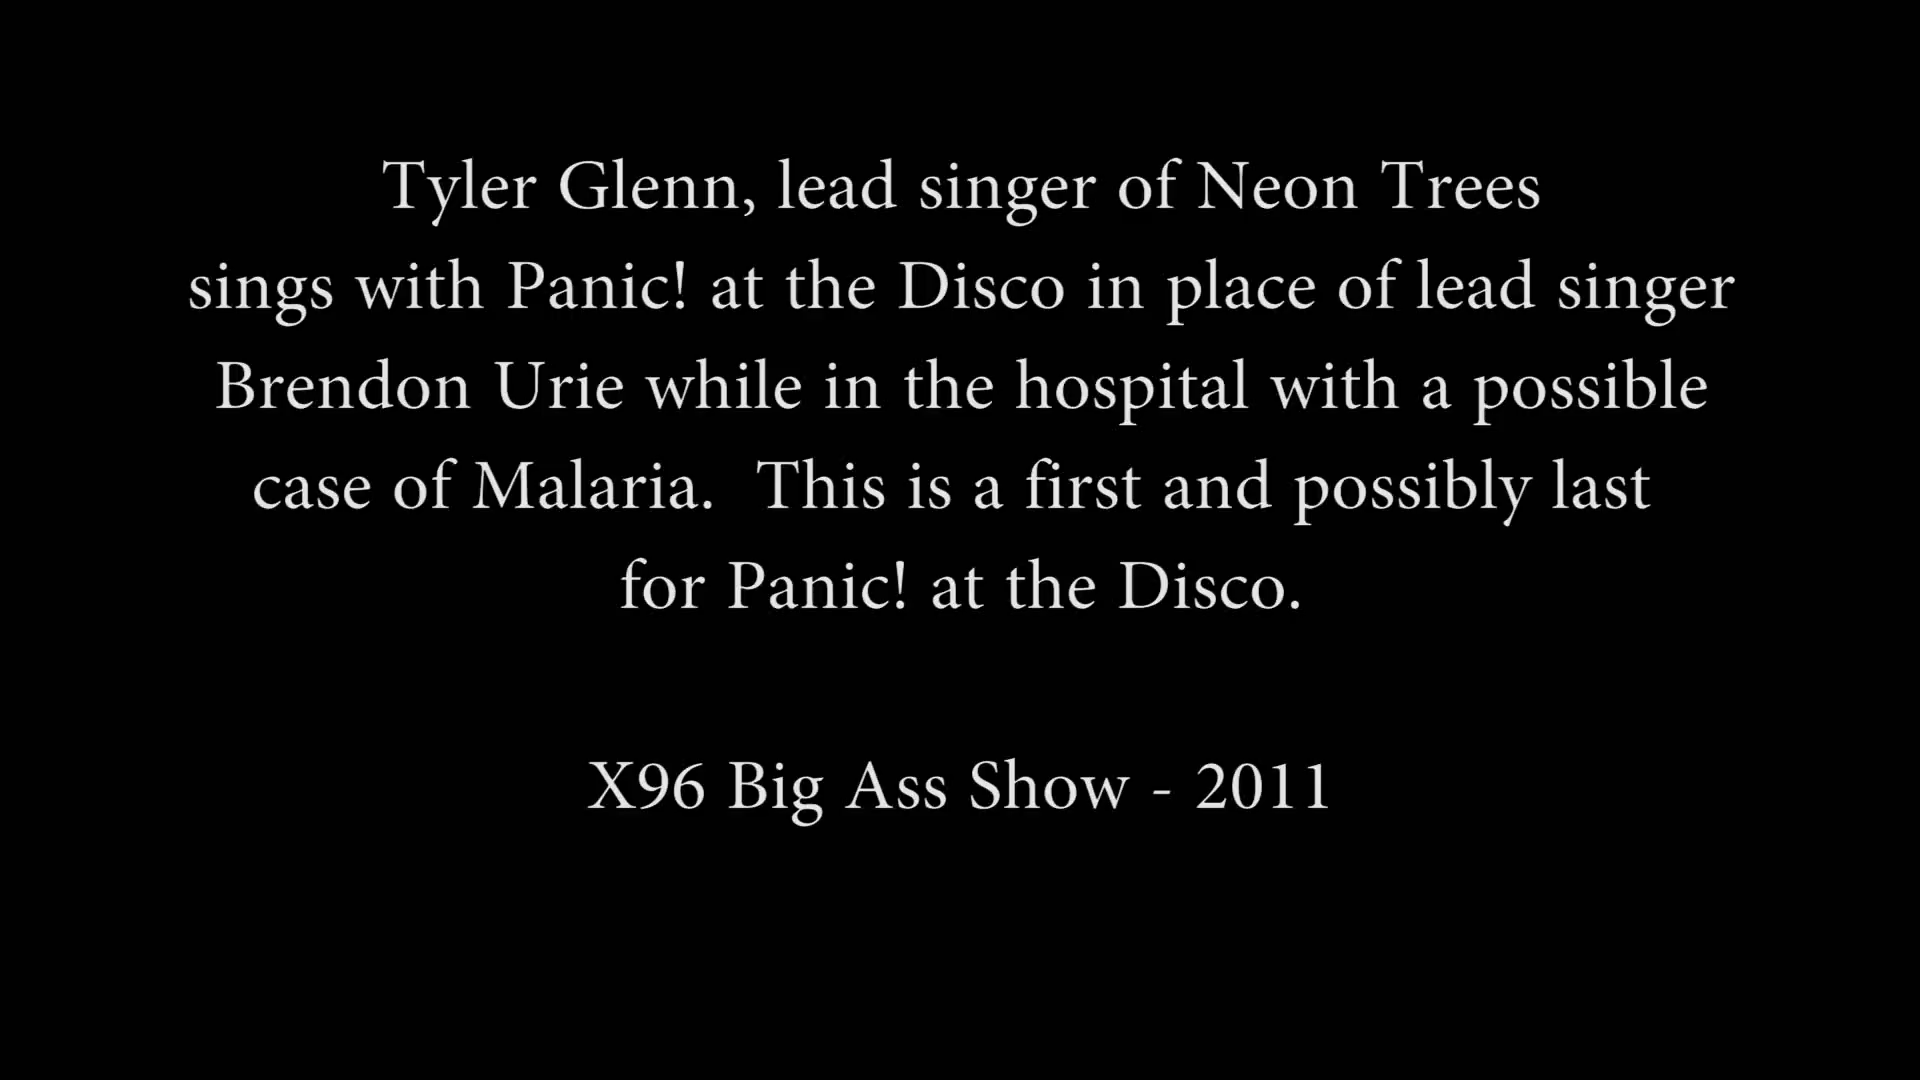 Tyler Glenn, lead singer of Neon Trees
sings with Panic! at the Disco in place of lead singer
Brendon Urie while in the hospital with a possible
case of Malaria.  This is a first and possibly last
for Panic! at the Disco.
X96 Big Ass Show - 2011